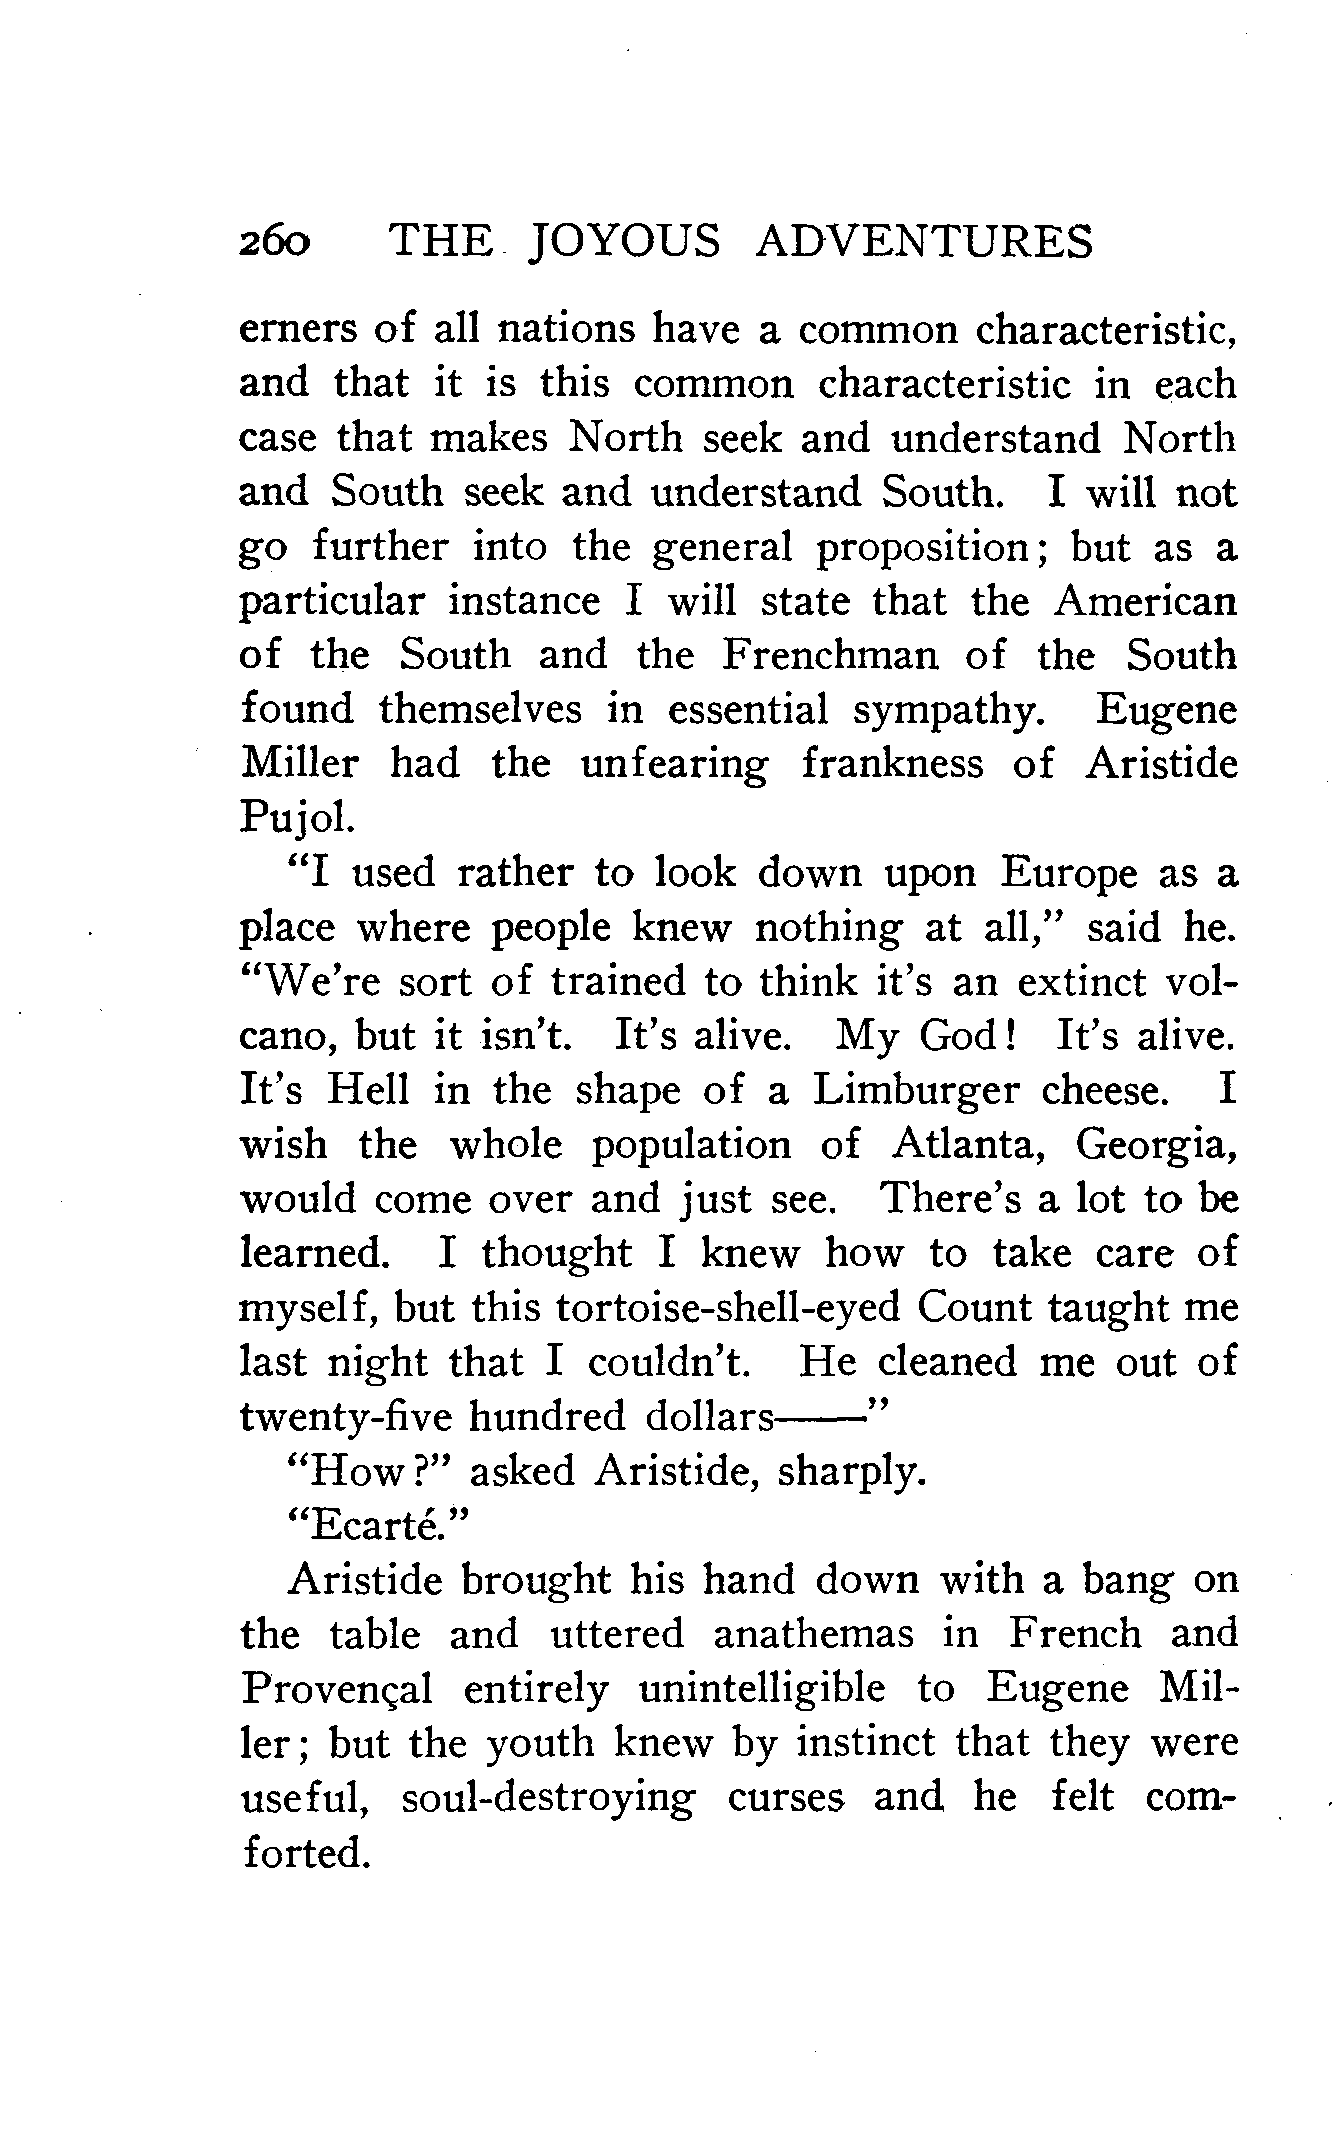 260 THE JOYOUS ADVENTURES
erners of all nations have a common characteristic,
and that it is this common characteristic in each
case that makes North seek and understand North
and South seek and understand South. I will not
go further into the general proposition; but as a
particular instance I will state that the American
of the South and the Frenchman of the South
found themselves in essential sympathy. Eugene
Miller had the unfearing frankness of Aristide
Pujol.
"I used rather to look down upon Europe as a
place where people knew nothing at all," said he.
"We're sort of trained to think it's an extinct vol-
cano, but it isn't. It's alive. My God! It's alive.
It's Hell in the shape of a Limburger cheese. I
wish the whole population of Atlanta, Georgia,
would come over and just see. There's a lot to be
learned. I thought I knew how to take care of
myself, but this tortoise-shell-eyed Count taught me
last night that I couldn't. He cleaned me out of
twenty-five hundred dollars——"
"How?" asked Aristide, sharply.
"Ecarté."
Aristide brought his hand down with a bang on
the table and uttered anathemas in French and
Provençal entirely unintelligible to Eugene Mil-
ler; but the youth knew by instinct that they were
useful, soul-destroying curses and he felt com-
forted.